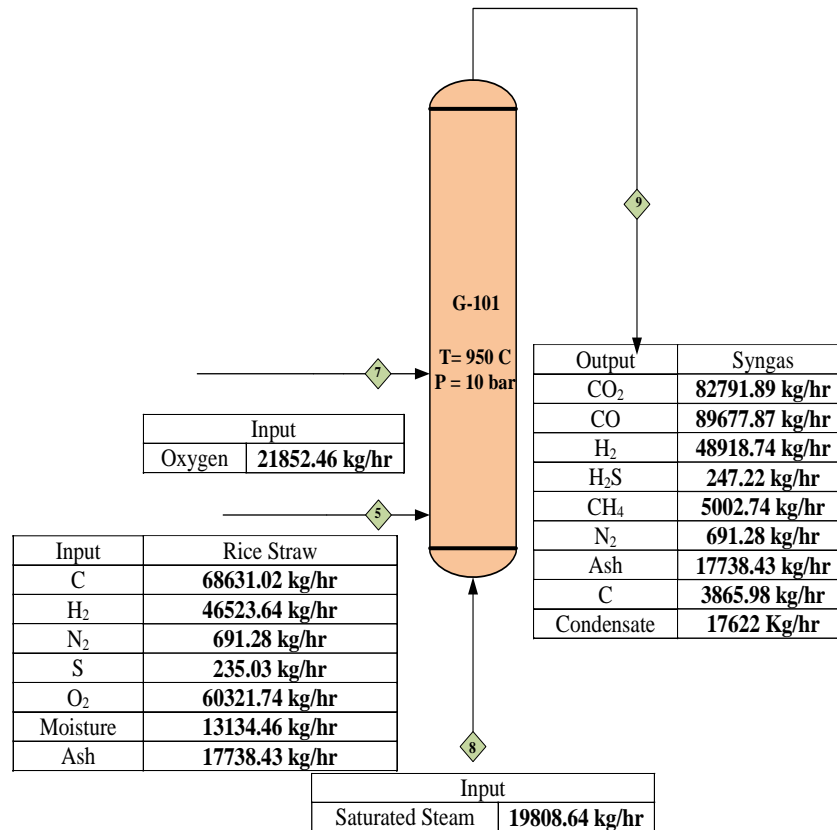 9
G-101
T= 950 C
P = 10 bar
7
Input
Oxygen 21852.46 kg/hr
5
Input Rice Straw
C 68631.02 kg/hr
H₂ 46523.64 kg/hr
N₂ 691.28 kg/hr
S 235.03 kg/hr
O₂ 60321.74 kg/hr
Moisture 13134.46 kg/hr
Ash 17738.43 kg/hr
Output Syngas
CO₂ 82791.89 kg/hr
CO 89677.87 kg/hr
H₂ 48918.74 kg/hr
H₂S 247.22 kg/hr
CH₄ 5002.74 kg/hr
N₂ 691.28 kg/hr
Ash 17738.43 kg/hr
C 3865.98 kg/hr
Condensate 17622 Kg/hr
8
Input
Saturated Steam 19808.64 kg/hr